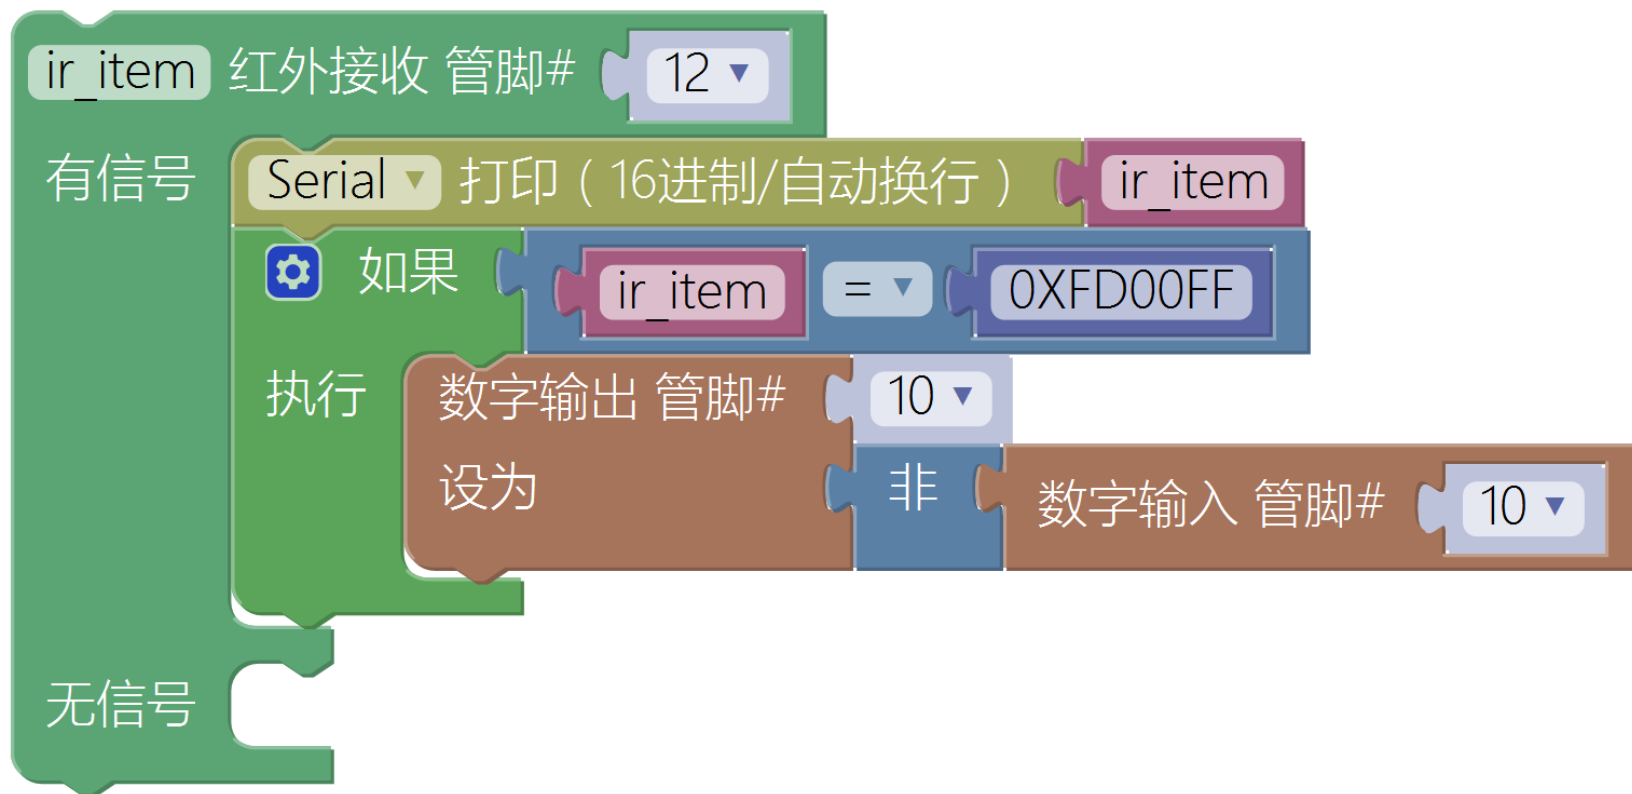 ir_item 红外接收 管脚# 12
有信号 Serial 打印（16进制/自动换行） ir_item
如果 ir_item = 0XFD00FF
执行 数字输出 管脚# 10
设为 非 数字输入 管脚# 10
无信号